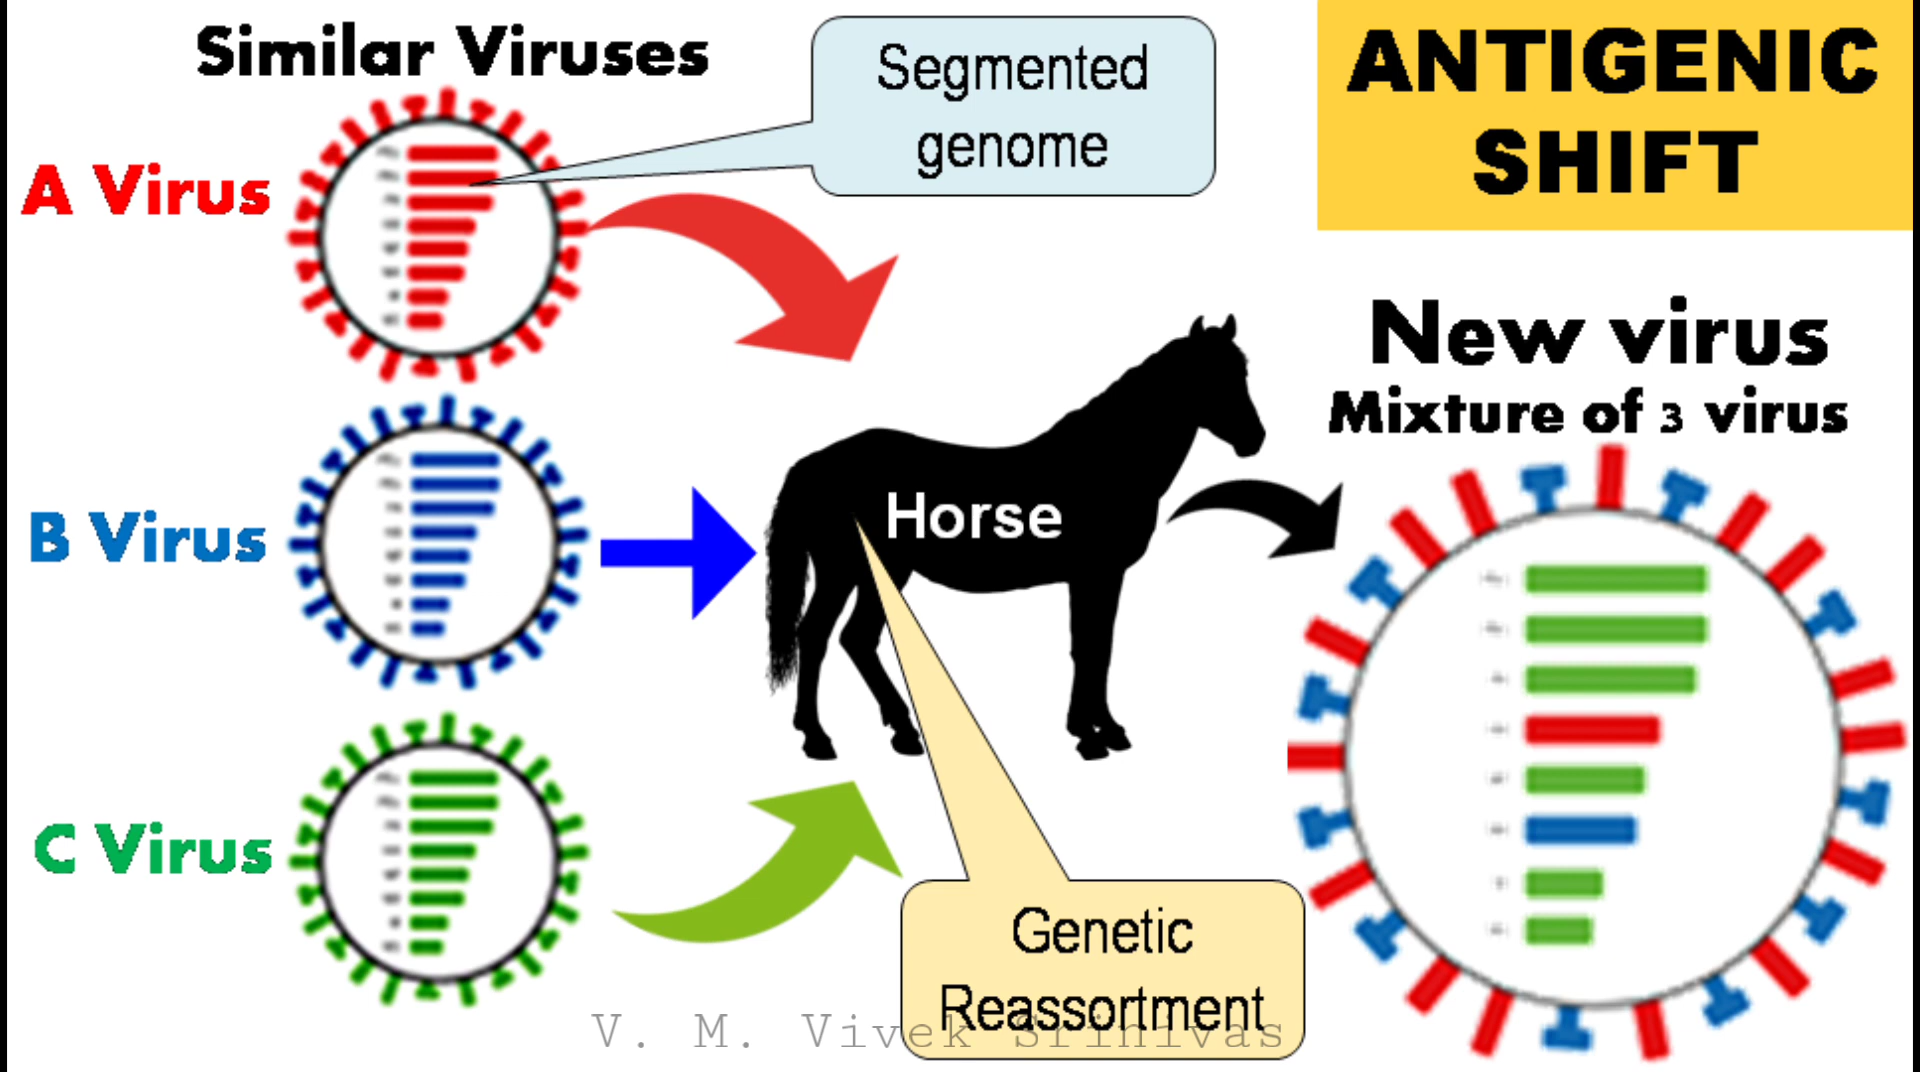 Similar Viruses
Segmented
genome
ANTIGENIC
SHIFT
A Virus
New virus
Mixture of 3 virus
B Virus
Horse
C Virus
Genetic
Reassortment
V. M. Vivek Srinivas